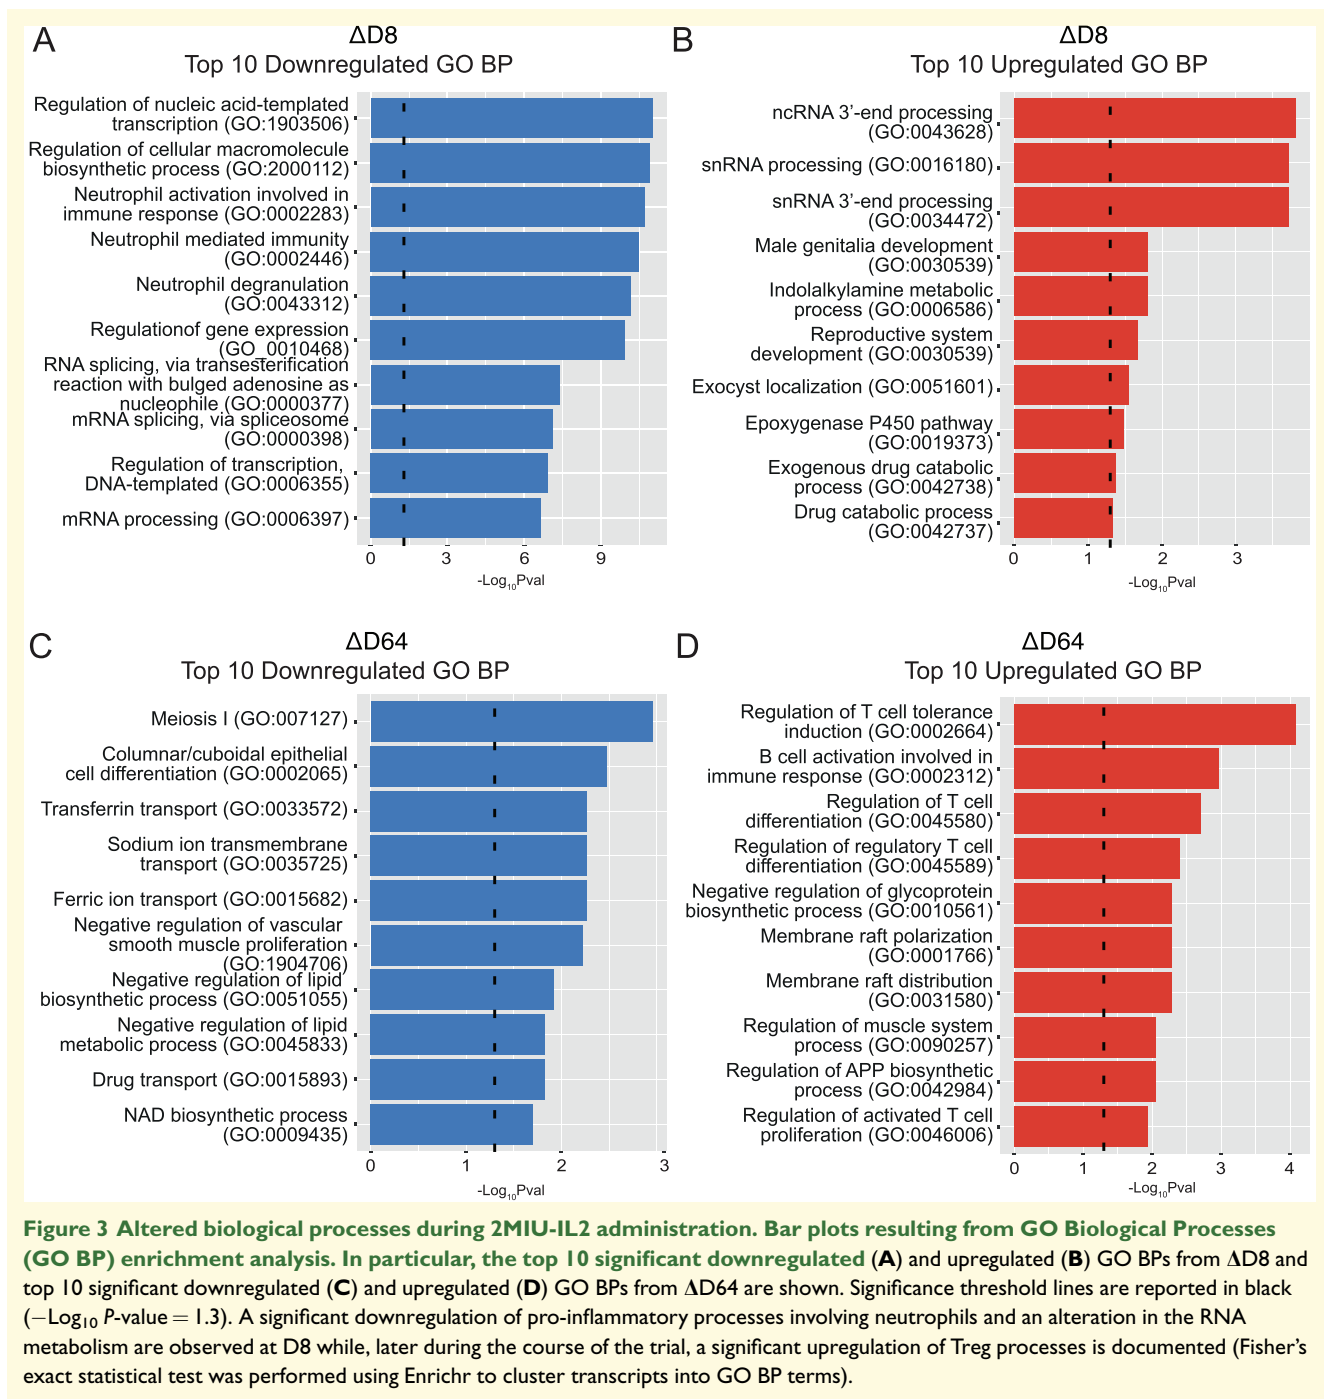 A
ΔD8
Top 10 Downregulated GO BP
Regulation of nucleic acid-templated
transcription (GO:1903506)
Regulation of cellular macromolecule
biosynthetic process (GO:2000112)
Neutrophil activation involved in
immune response (GO:0002283)
Neutrophil mediated immunity
(GO:0002446)
Neutrophil degranulation
(GO:0043312)
Regulationof gene expression
(GO_0010468)
RNA splicing, via transesterification
reaction with bulged adenosine as
nucleophile (GO:0000377)
mRNA splicing, via spliceosome
(GO:0000398)
Regulation of transcription,
DNA-templated (GO:0006355)
mRNA processing (GO:0006397)
0 3 6 9
-Log10Pval
B
ΔD8
Top 10 Upregulated GO BP
ncRNA 3’-end processing
(GO:0043628)
snRNA processing (GO:0016180)
snRNA 3’-end processing
(GO:0034472)
Male genitalia development
(GO:0030539)
Indolalkylamine metabolic
process (GO:0006586)
Reproductive system
development (GO:0030539)
Exocyst localization (GO:0051601)
Epoxygenase P450 pathway
(GO:0019373)
Exogenous drug catabolic
process (GO:0042738)
Drug catabolic process
(GO:0042737)
0 1 2 3
-Log10Pval
C
ΔD64
Top 10 Downregulated GO BP
Meiosis I (GO:007127)
Columnar/cuboidal epithelial
cell differentiation (GO:0002065)
Transferrin transport (GO:0033572)
Sodium ion transmembrane
transport (GO:0035725)
Ferric ion transport (GO:0015682)
Negative regulation of vascular
smooth muscle proliferation
(GO:1904706)
Negative regulation of lipid
biosynthetic process (GO:0051055)
Negative regulation of lipid
metabolic process (GO:0045833)
Drug transport (GO:0015893)
NAD biosynthetic process
(GO:0009435)
0 1 2 3
-Log10Pval
D
ΔD64
Top 10 Upregulated GO BP
Regulation of T cell tolerance
induction (GO:0002664)
B cell activation involved in
immune response (GO:0002312)
Regulation of T cell
differentiation (GO:0045580)
Regulation of regulatory T cell
differentiation (GO:0045589)
Negative regulation of glycoprotein
biosynthetic process (GO:0010561)
Membrane raft polarization
(GO:0001766)
Membrane raft distribution
(GO:0031580)
Regulation of muscle system
process (GO:0090257)
Regulation of APP biosynthetic
process (GO:0042984)
Regulation of activated T cell
proliferation (GO:0046006)
0 1 2 3 4
-Log10Pval
Figure 3 Altered biological processes during 2MIU-IL2 administration. Bar plots resulting from GO Biological Processes
(GO BP) enrichment analysis. In particular, the top 10 significant downregulated (A) and upregulated (B) GO BPs from ΔD8 and
top 10 significant downregulated (C) and upregulated (D) GO BPs from ΔD64 are shown. Significance threshold lines are reported in black
(−Log10 P-value = 1.3). A significant downregulation of pro-inflammatory processes involving neutrophils and an alteration in the RNA
metabolism are observed at D8 while, later during the course of the trial, a significant upregulation of Treg processes is documented (Fisher’s
exact statistical test was performed using Enrichr to cluster transcripts into GO BP terms).